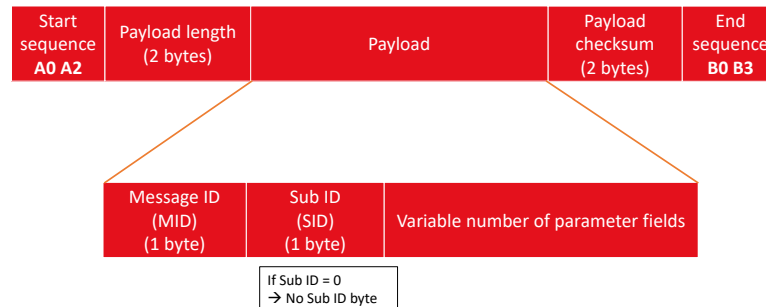 Start
sequence
A0 A2
Payload length
(2 bytes)
Payload
Payload
checksum
(2 bytes)
End
sequence
B0 B3
Message ID
(MID)
(1 byte)
Sub ID
(SID)
(1 byte)
Variable number of parameter fields
If Sub ID = 0
→ No Sub ID byte